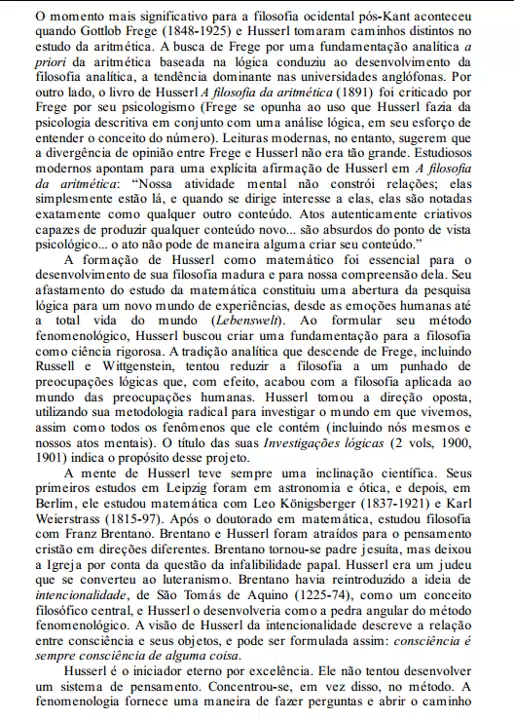 O momento mais significativo para a filosofia ocidental pós-Kant aconteceu
quando Gottlob Frege (1848-1925) e Husserl tomaram caminhos distintos no
estudo da aritmética. A busca de Frege por uma fundamentação analítica a
priori da aritmética baseada na lógica conduziu ao desenvolvimento da
filosofia analítica, a tendência dominante nas universidades anglófonas. Por
outro lado, o livro de Husserl A filosofia da aritmética (1891) foi criticado por
Frege por seu psicologismo (Frege se opunha ao uso que Husserl fazia da
psicologia descritiva em conjunto com uma análise lógica, em seu esforço de
entender o conceito do número). Leituras modernas, no entanto, sugerem que
a divergência de opinião entre Frege e Husserl não era tão grande. Estudiosos
modernos apontam para uma explícita afirmação de Husserl em A filosofia
da aritmética: “Nossa atividade mental não constrói relações; elas
simplesmente estão lá, e quando se dirige interesse a elas, elas são notadas
exatamente como qualquer outro conteúdo. Atos autenticamente criativos
capazes de produzir qualquer conteúdo novo... são absurdos do ponto de vista
psicológico... o ato não pode de maneira alguma criar seu conteúdo.”
A formação de Husserl como matemático foi essencial para o
desenvolvimento de sua filosofia madura e para nossa compreensão dela. Seu
afastamento do estudo da matemática constituiu uma abertura da pesquisa
lógica para um novo mundo de experiências, desde as emoções humanas até
a total vida do mundo (Lebenswelt). Ao formular seu método
fenomenológico, Husserl buscou criar uma fundamentação para a filosofia
como ciência rigorosa. A tradição analítica que descende de Frege, incluindo
Russell e Wittgenstein, tentou reduzir a filosofia a um punhado de
preocupações lógicas que, com efeito, acabou com a filosofia aplicada ao
mundo das preocupações humanas. Husserl tomou a direção oposta,
utilizando sua metodologia radical para investigar o mundo em que vivemos,
assim como todos os fenômenos que ele contém (incluindo nós mesmos e
nossos atos mentais). O título das suas Investigações lógicas (2 vols, 1900,
1901) indica o propósito desse projeto.
A mente de Husserl teve sempre uma inclinação científica. Seus
primeiros estudos em Leipzig foram em astronomia e ótica, e depois, em
Berlim, ele estudou matemática com Leo Königsberger (1837-1921) e Karl
Weierstrass (1815-97). Após o doutorado em matemática, estudou filosofia
com Franz Brentano. Brentano e Husserl foram atraídos para o pensamento
cristão em direções diferentes. Brentano tornou-se padre jesuíta, mas deixou
a Igreja por conta da questão da infalibilidade papal. Husserl era um judeu
que se converteu ao luteranismo. Brentano havia reintroduzido a ideia de
intencionalidade, de São Tomás de Aquino (1225-74), como um conceito
filosófico central, e Husserl o desenvolveria como a pedra angular do método
fenomenológico. A visão de Husserl da intencionalidade descreve a relação
entre consciência e seus objetos, e pode ser formulada assim: consciência é
sempre consciência de alguma coisa.
Husserl é o iniciador eterno por excelência. Ele não tentou desenvolver
um sistema de pensamento. Concentrou-se, em vez disso, no método. A
fenomenologia fornece uma maneira de fazer perguntas e abrir o caminho